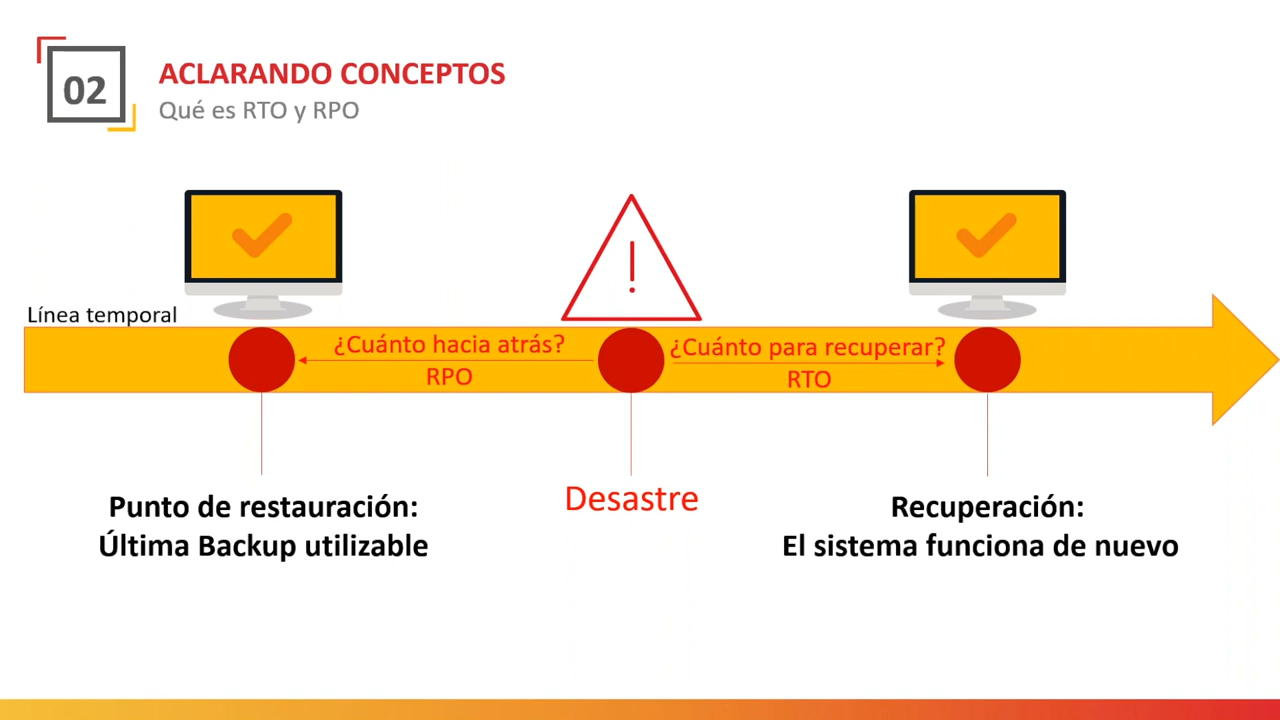 02
ACLARANDO CONCEPTOS
Qué es RTO y RPO
Línea temporal
¿Cuánto hacia atrás?
RPO
¿Cuánto para recuperar?
RTO
Punto de restauración:
Última Backup utilizable
Desastre
Recuperación:
El sistema funciona de nuevo